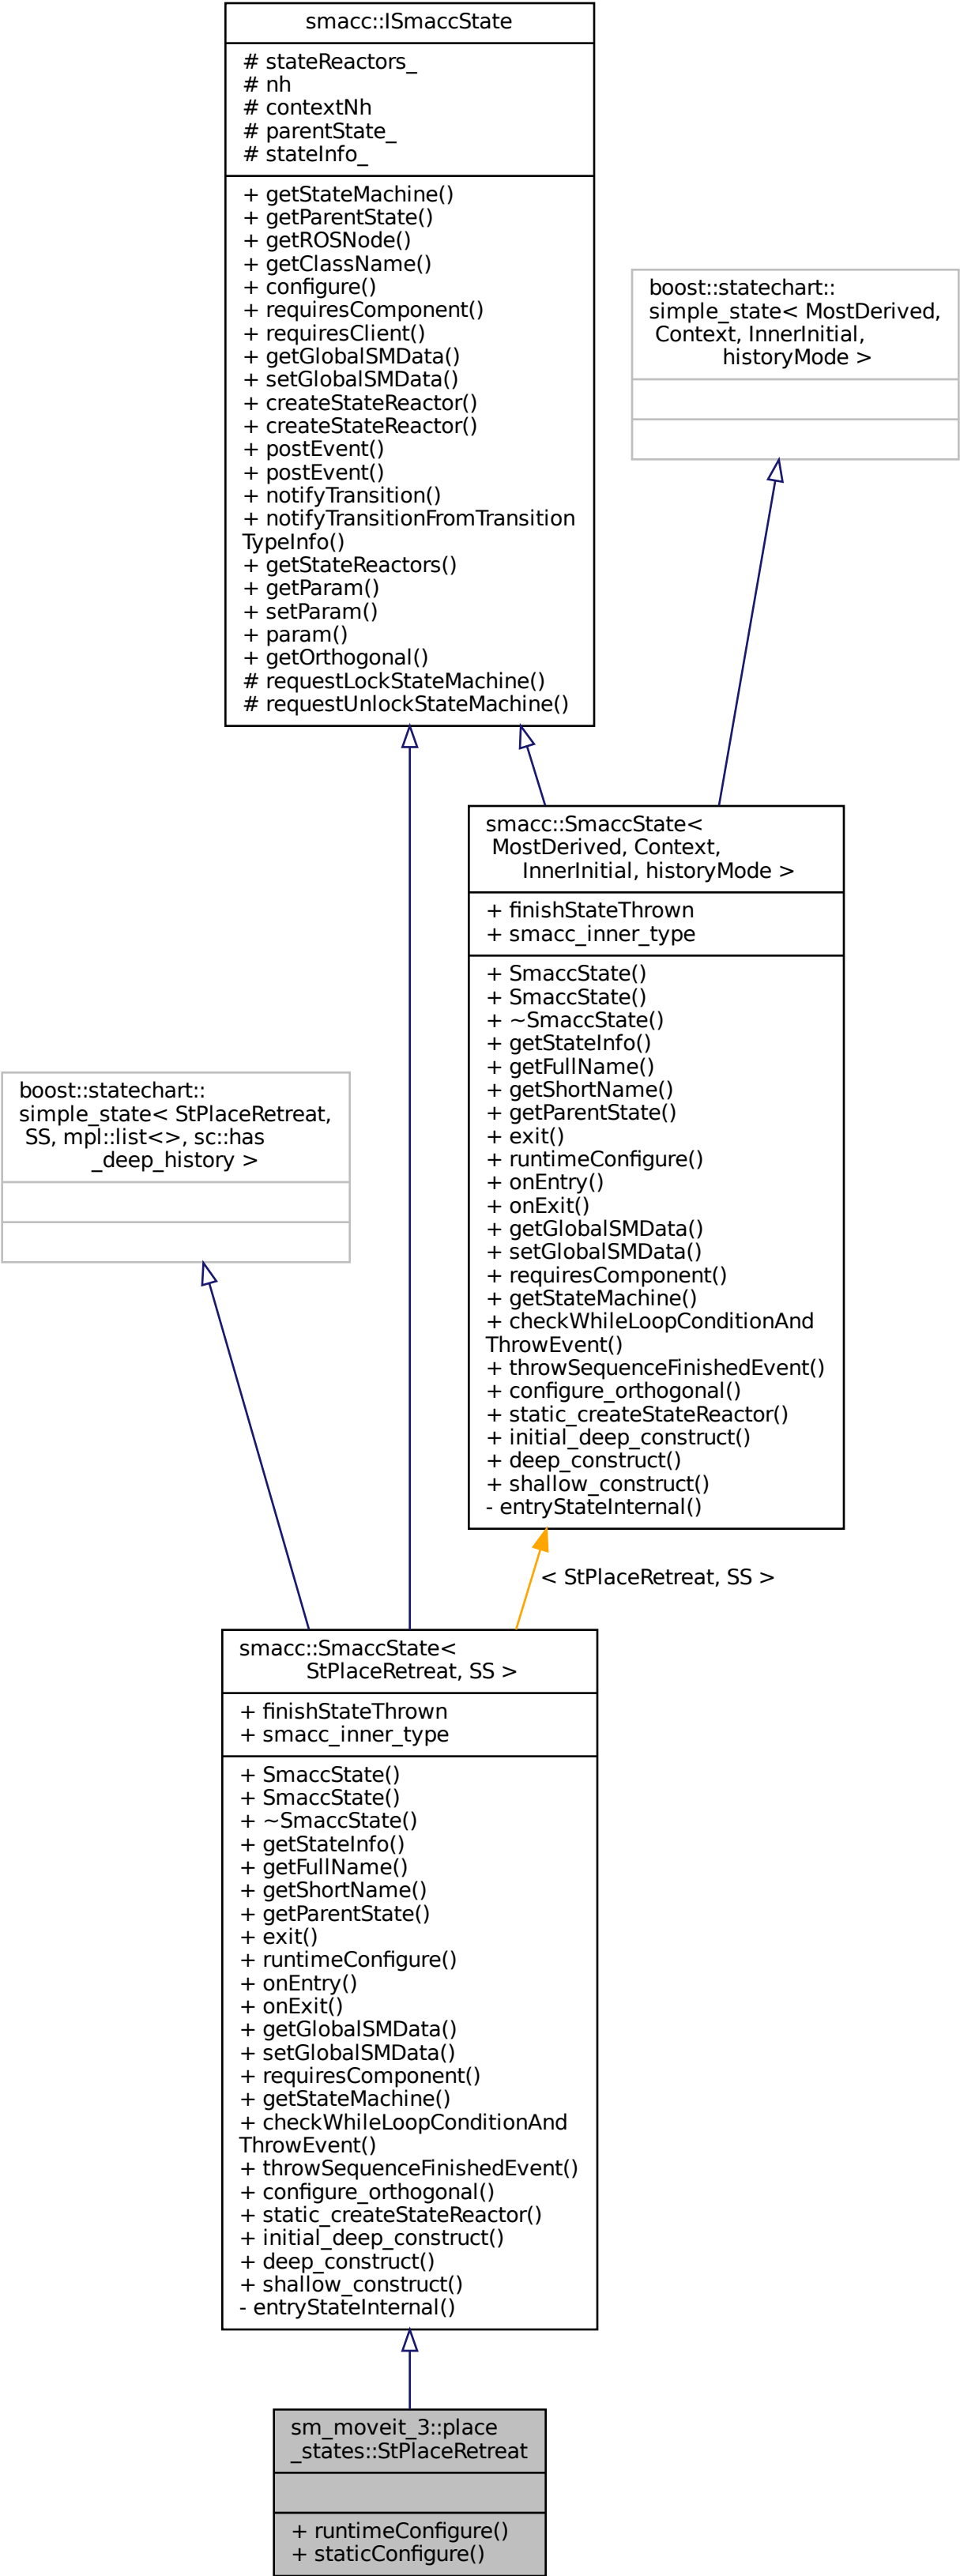 smacc::ISmaccState
# stateReactors_
# nh
# contextNh
# parentState_
# stateInfo_
+ getStateMachine()
+ getParentState()
+ getROSNode()
+ getClassName()
+ configure()
+ requiresComponent()
+ requiresClient()
+ getGlobalSMData()
+ setGlobalSMData()
+ createStateReactor()
+ createStateReactor()
+ postEvent()
+ postEvent()
+ notifyTransition()
+ notifyTransitionFromTransition
TypeInfo()
+ getStateReactors()
+ getParam()
+ setParam()
+ param()
+ getOrthogonal()
# requestLockStateMachine()
# requestUnlockStateMachine()
boost::statechart::
simple_state< MostDerived,
Context, InnerInitial,
historyMode >
smacc::SmaccState<
MostDerived, Context,
InnerInitial, historyMode >
+ finishStateThrown
+ smacc_inner_type
+ SmaccState()
+ SmaccState()
+ ~SmaccState()
+ getStateInfo()
+ getFullName()
+ getShortName()
+ getParentState()
+ exit()
+ runtimeConfigure()
+ onEntry()
+ onExit()
+ getGlobalSMData()
+ setGlobalSMData()
+ requiresComponent()
+ getStateMachine()
+ checkWhileLoopConditionAnd
ThrowEvent()
+ throwSequenceFinishedEvent()
+ configure_orthogonal()
+ static_createStateReactor()
+ initial_deep_construct()
+ deep_construct()
+ shallow_construct()
- entryStateInternal()
boost::statechart::
simple_state< StPlaceRetreat,
SS, mpl::list<>, sc::has
_deep_history >
< StPlaceRetreat, SS >
smacc::SmaccState<
StPlaceRetreat, SS >
+ finishStateThrown
+ smacc_inner_type
+ SmaccState()
+ SmaccState()
+ ~SmaccState()
+ getStateInfo()
+ getFullName()
+ getShortName()
+ getParentState()
+ exit()
+ runtimeConfigure()
+ onEntry()
+ onExit()
+ getGlobalSMData()
+ setGlobalSMData()
+ requiresComponent()
+ getStateMachine()
+ checkWhileLoopConditionAnd
ThrowEvent()
+ throwSequenceFinishedEvent()
+ configure_orthogonal()
+ static_createStateReactor()
+ initial_deep_construct()
+ deep_construct()
+ shallow_construct()
- entryStateInternal()
sm_moveit_3::place
_states::StPlaceRetreat
+ runtimeConfigure()
+ staticConfigure()